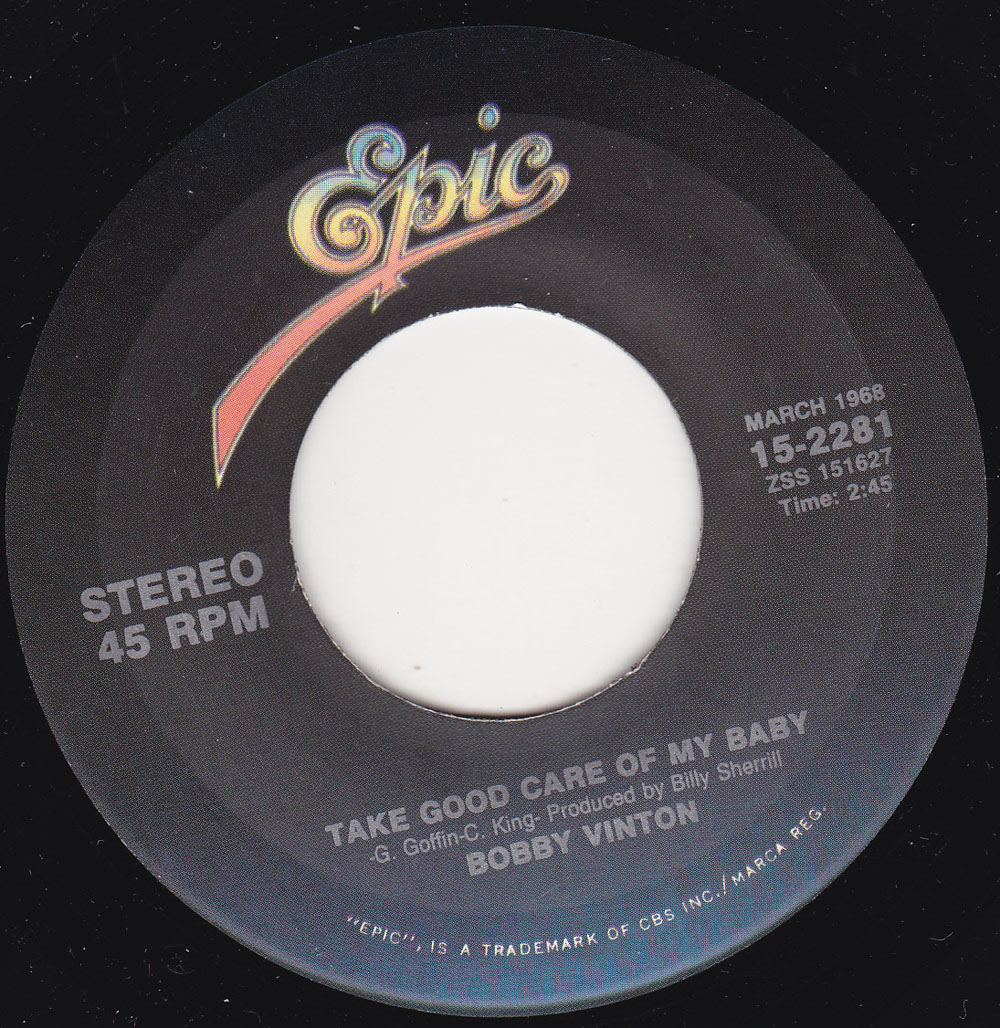 Epic
MARCH 1968
15-2281
ZSS 151627
Time: 2:45
STEREO
45 RPM
TAKE GOOD CARE OF MY BABY
-G. Goffin-C. King- Produced by Billy Sherrill
BOBBY VINTON
"EPIC", IS A TRADEMARK OF CBS INC./MARCA REG.